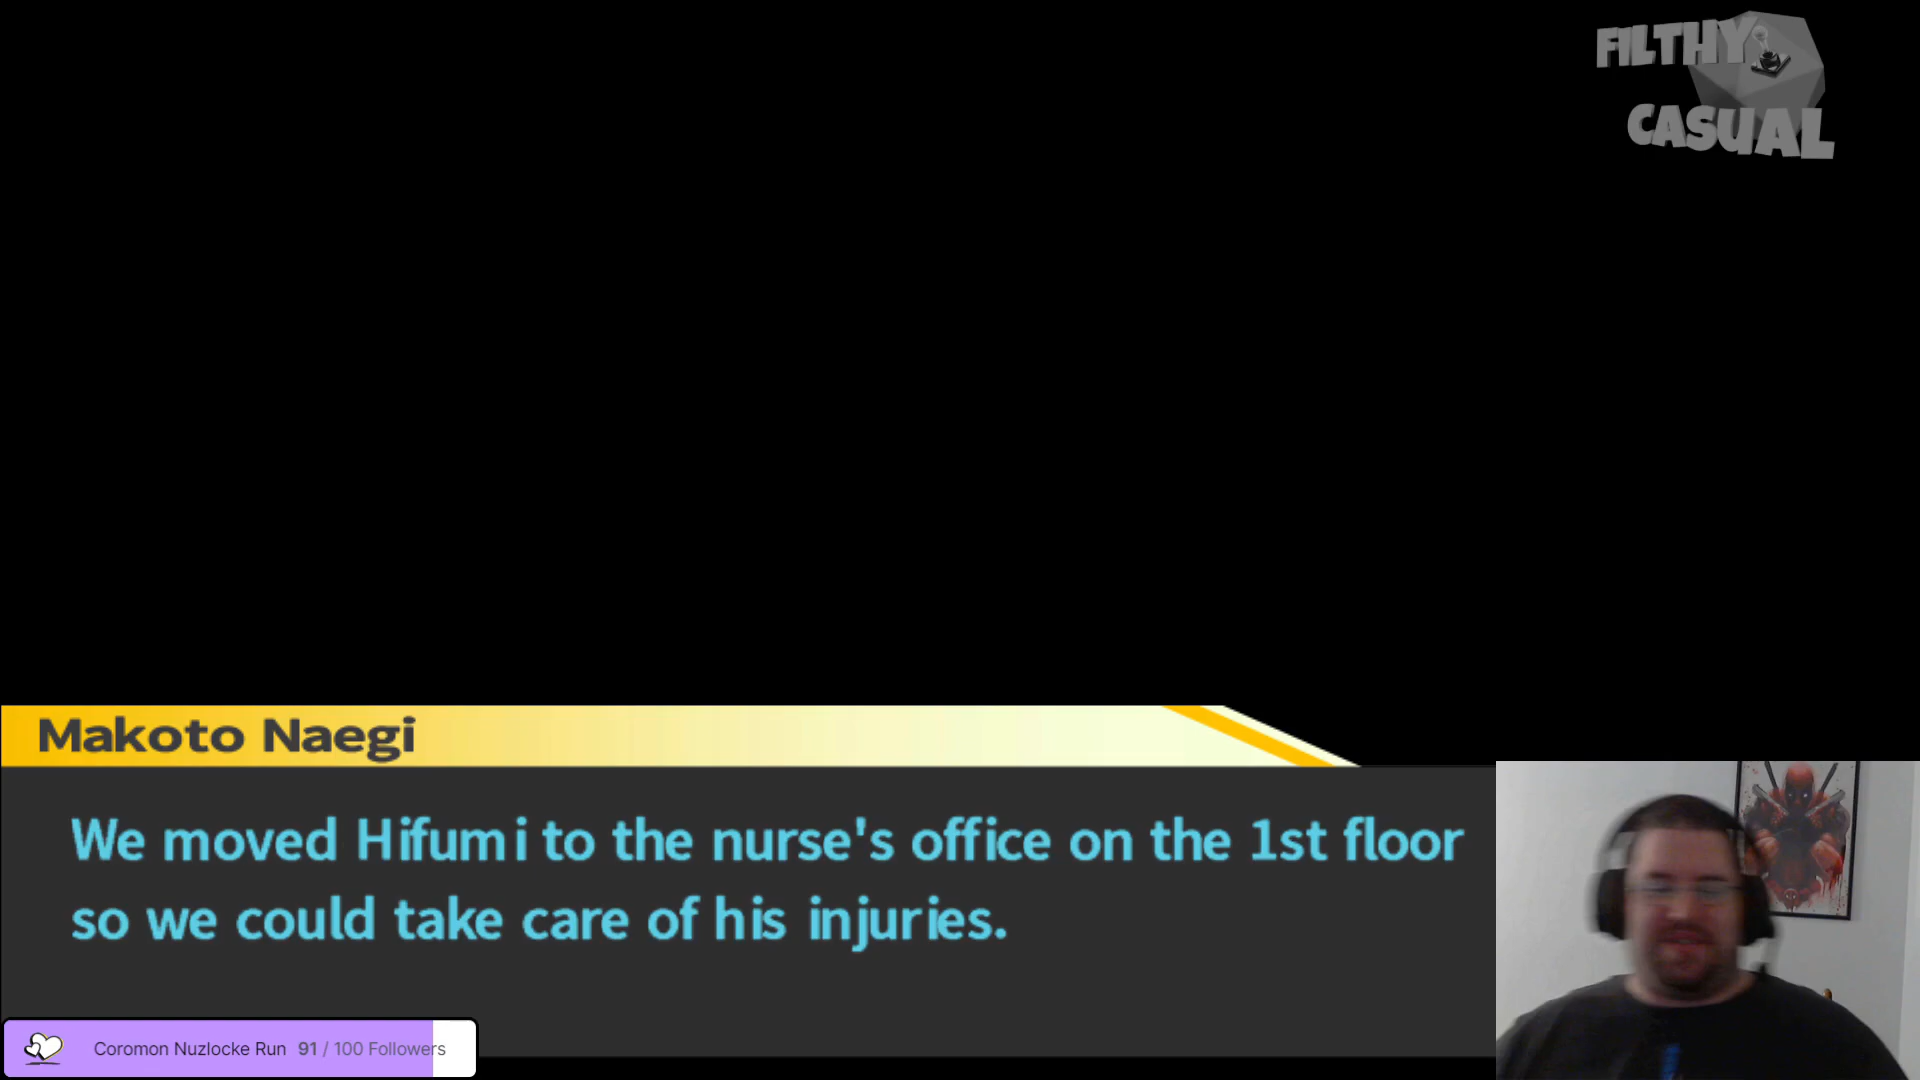 FILTHY
CASUAL
Makoto Naegi
We moved Hifumi to the nurse's office on the 1st floor
so we could take care of his injuries.
Coromon Nuzlocke Run 91 / 100 Followers